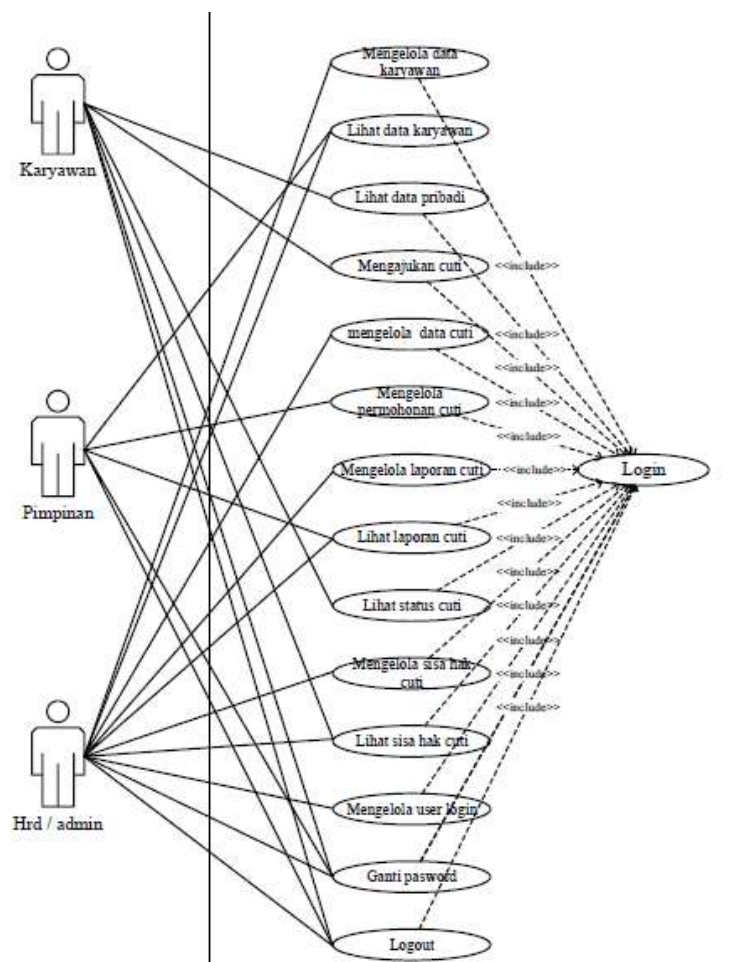 Karyawan
Pimpinan
Hrd / admin
Mengelola data
karyawan
Lihat data karyawan
Lihat data pribadi
Mengajukan cuti
mengelola data cuti
Mengelola
permohonan cuti
Mengelola laporan cuti
Lihat laporan cuti
Lihat status cuti
Mengelola sisa hak
cuti
Lihat sisa hak cuti
Mengelola user login
Ganti pasword
Logout
<<include>>
<<include>>
<<include>>
<<include>>
<<include>>
<<include>>
<<include>>
<<include>>
<<include>>
<<include>>
<<include>>
<<include>>
<<include>>
Login